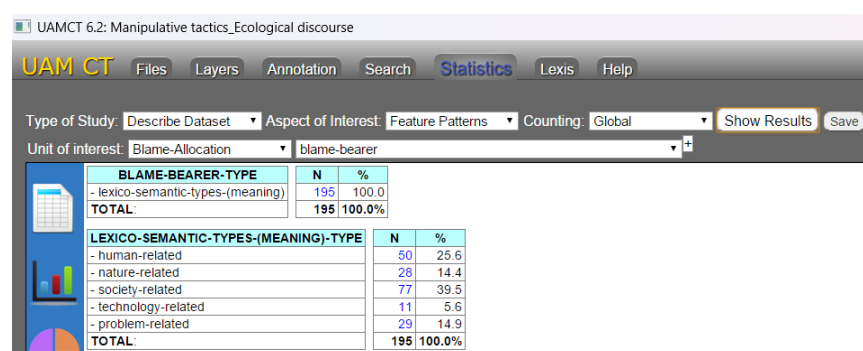 UAMCT 6.2: Manipulative tactics_Ecological discourse
UAM CT Files Layers Annotation Search Statistics Lexis Help
Type of Study: Describe Dataset Aspect of Interest: Feature Patterns Counting: Global Show Results Save
Unit of interest: Blame-Allocation blame-bearer +
BLAME-BEARER-TYPE N %
- lexico-semantic-types-(meaning) 195 100.0
TOTAL: 195 100.0%
LEXICO-SEMANTIC-TYPES-(MEANING)-TYPE N %
- human-related 50 25.6
- nature-related 28 14.4
- society-related 77 39.5
- technology-related 11 5.6
- problem-related 29 14.9
TOTAL: 195 100.0%